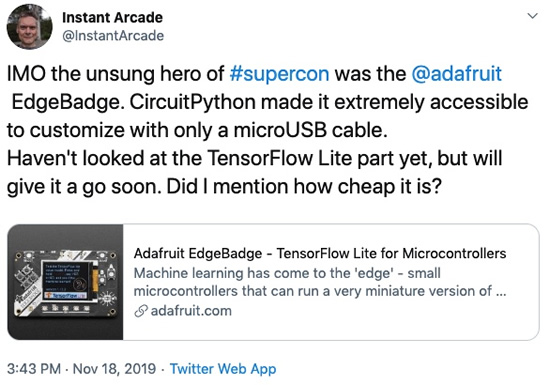 Instant Arcade
@InstantArcade
IMO the unsung hero of #supercon was the @adafruit
EdgeBadge. CircuitPython made it extremely accessible
to customize with only a microUSB cable.
Haven't looked at the TensorFlow Lite part yet, but will
give it a go soon. Did I mention how cheap it is?
Adafruit EdgeBadge - TensorFlow Lite for Microcontrollers
Machine learning has come to the 'edge' - small
microcontrollers that can run a very miniature version of ...
adafruit.com
3:43 PM · Nov 18, 2019 · Twitter Web App